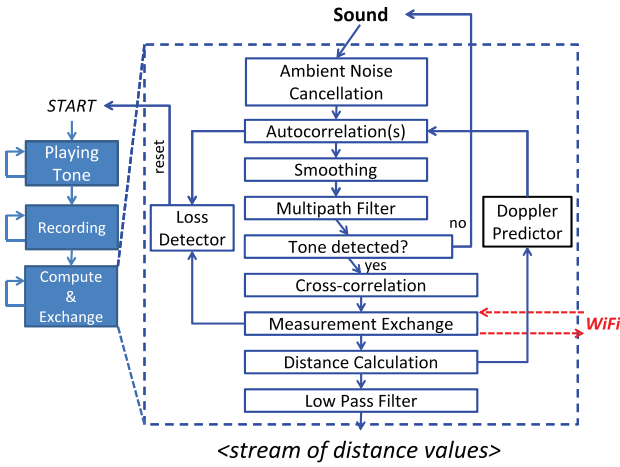 Sound
START
Playing
Tone
Recording
Compute
&
Exchange
reset
Ambient Noise
Cancellation
Autocorrelation(s)
Smoothing
Multipath Filter
Loss
Detector
Tone detected?
no
yes
Doppler
Predictor
Cross-correlation
Measurement Exchange
WiFi
Distance Calculation
Low Pass Filter
<stream of distance values>